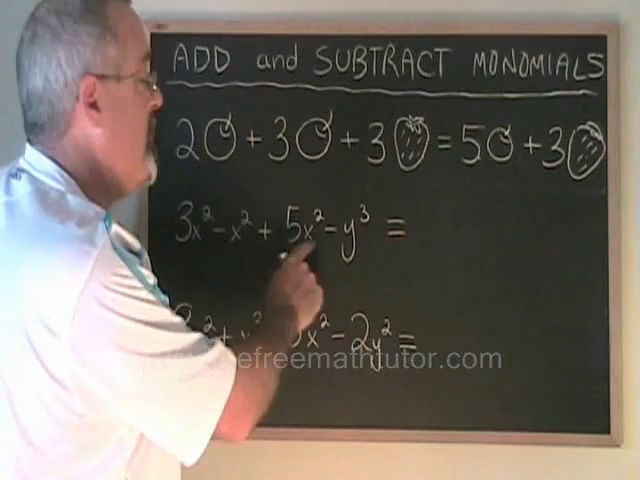 ADD and SUBTRACT MONOMIALS
2 + 3 + 3 = 5 + 3
3x² - x² + 5x² - y³ =
x² - 2y² =
efreemathtutor.com